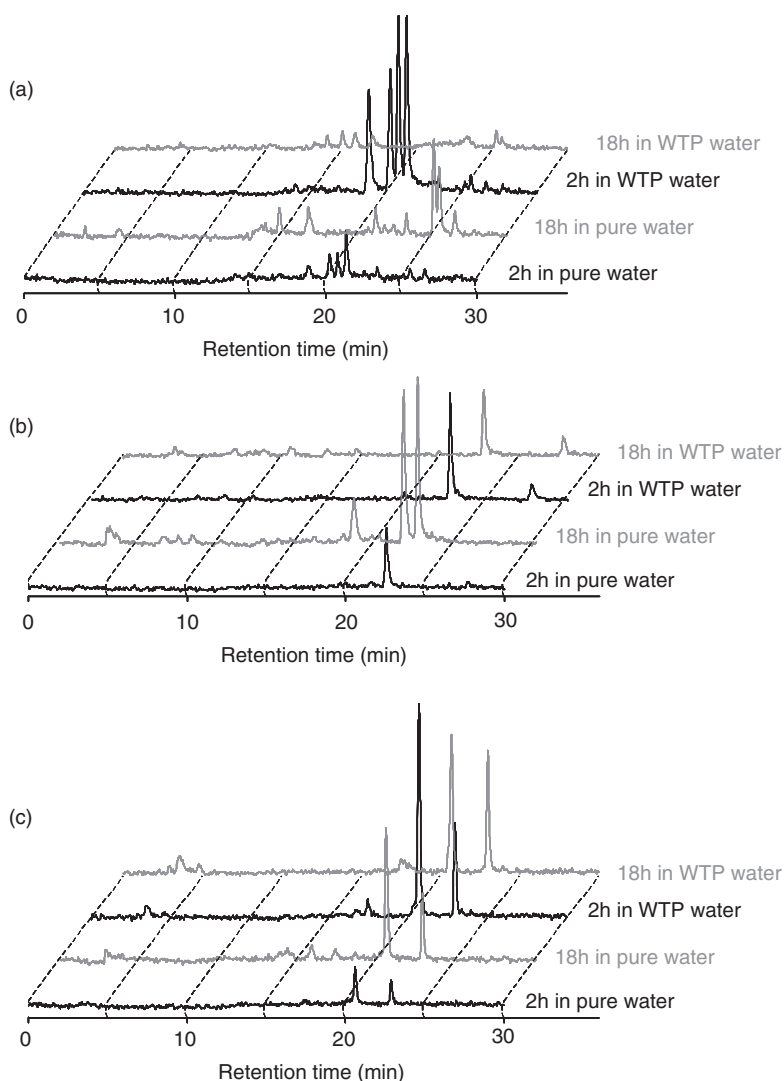 (a)
18h in WTP water
2h in WTP water
18h in pure water
2h in pure water
0 10 20 30
Retention time (min)
(b)
18h in WTP water
2h in WTP water
18h in pure water
2h in pure water
0 10 20 30
Retention time (min)
(c)
18h in WTP water
2h in WTP water
18h in pure water
2h in pure water
0 10 20 30
Retention time (min)